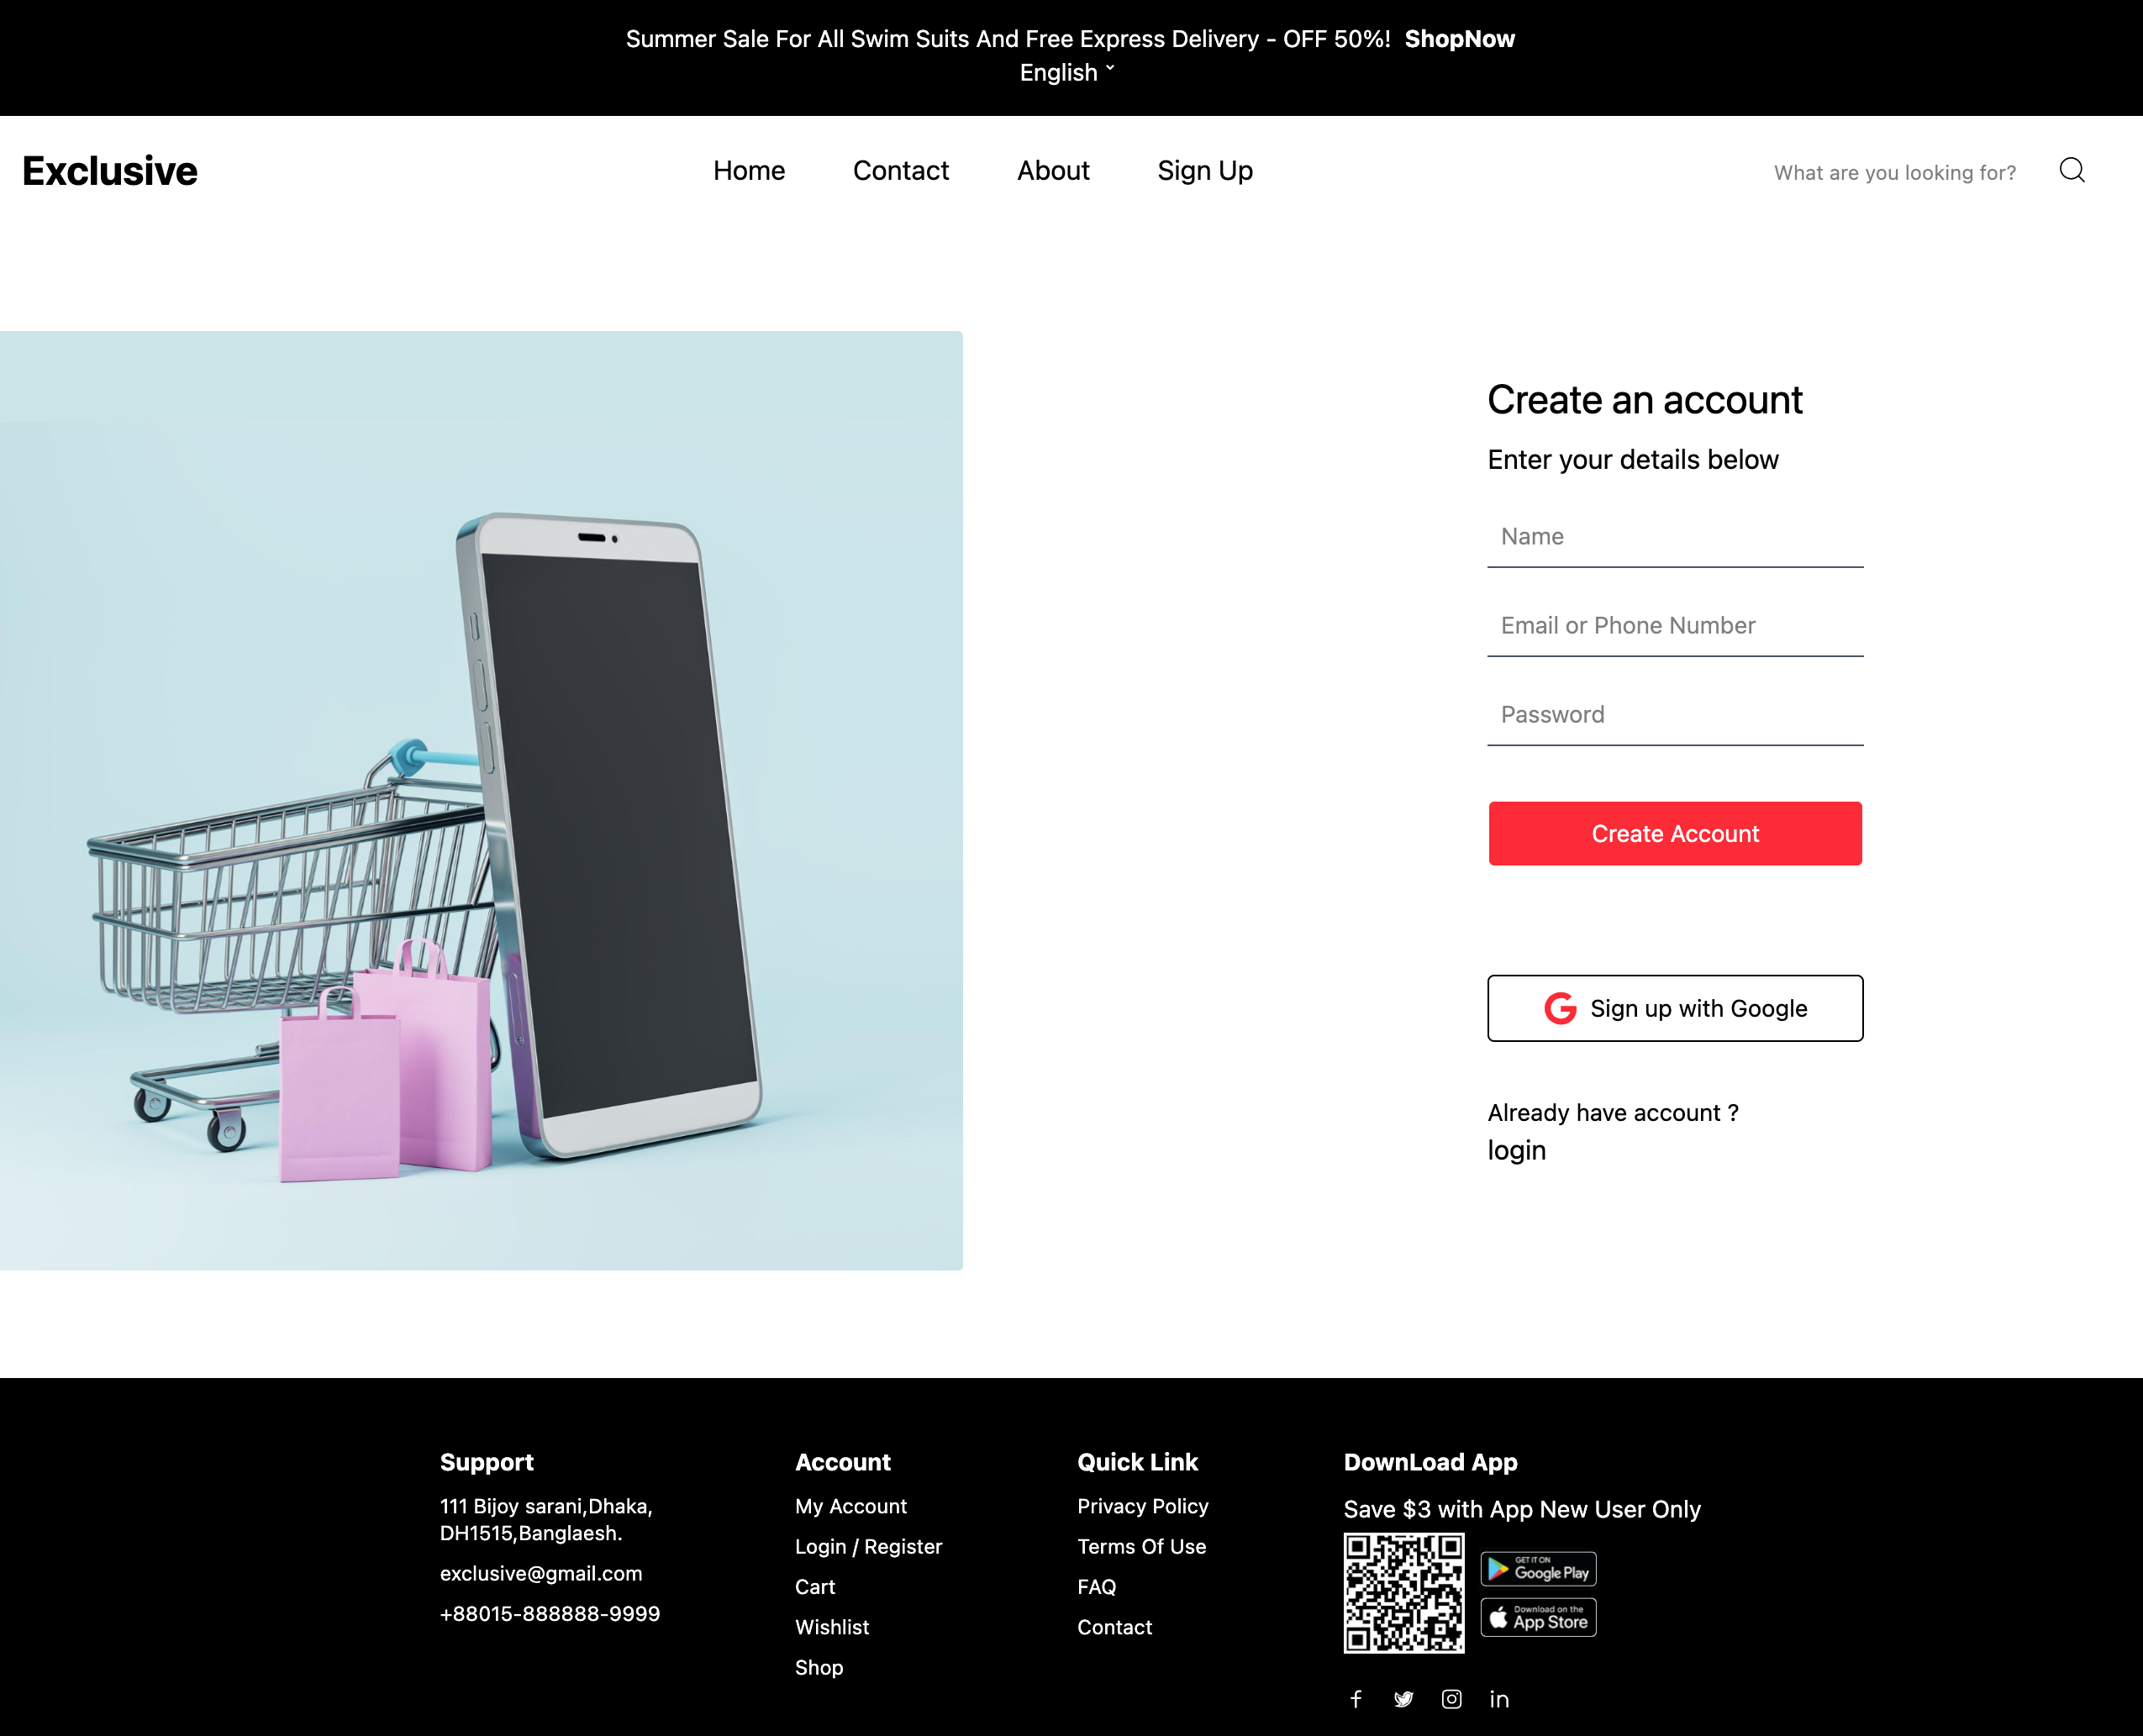 Summer Sale For All Swim Suits And Free Express Delivery - OFF 50%! ShopNow
English
Exclusive
Home Contact About Sign Up What are you looking for?
Create an account
Enter your details below
Name
Email or Phone Number
Password
Create Account
Sign up with Google
Already have account ?
login
Support
111 Bijoy sarani,Dhaka,
DH1515,Banglaesh.
exclusive@gmail.com
+88015-888888-9999
Account
My Account
Login / Register
Cart
Wishlist
Shop
Quick Link
Privacy Policy
Terms Of Use
FAQ
Contact
DownLoad App
Save $3 with App New User Only
GET IT ON
Google Play
Download on the
App Store